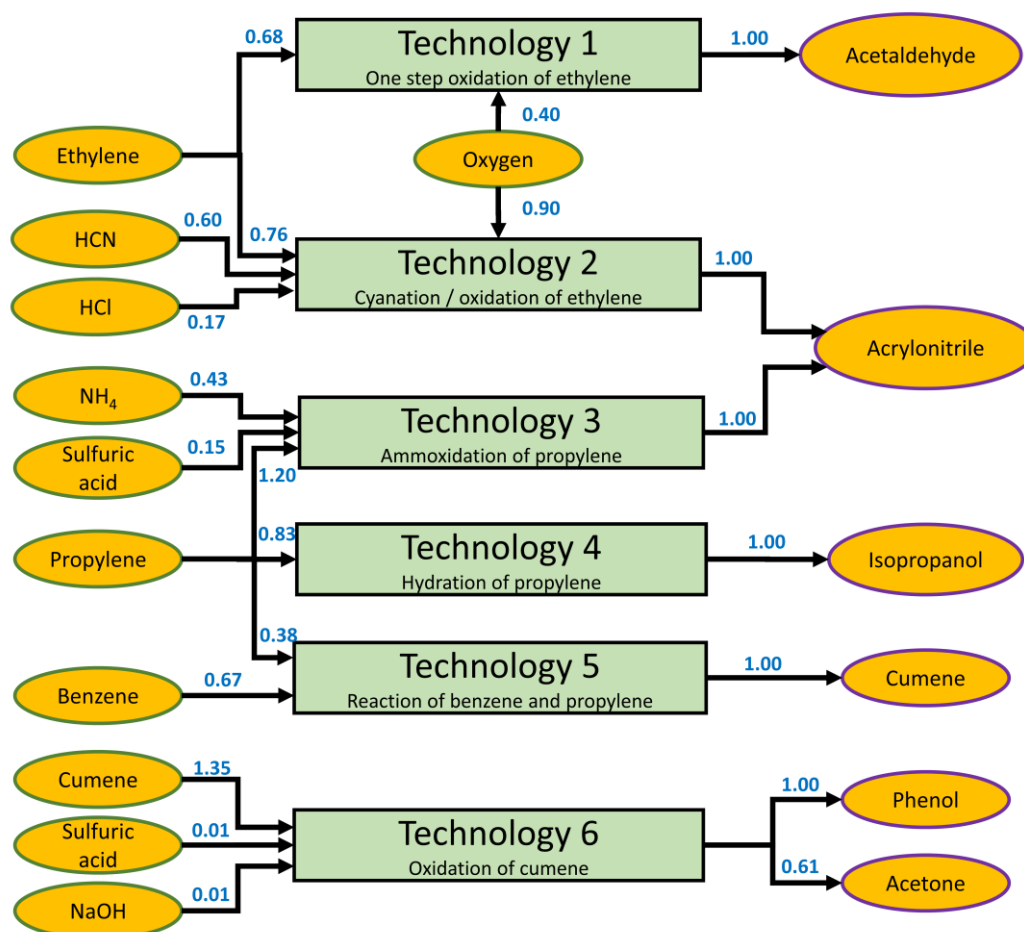 0.68
Technology 1
One step oxidation of ethylene
1.00
Acetaldehyde
0.40
Ethylene
Oxygen
0.90
0.60
HCN
0.76
Technology 2
Cyanation / oxidation of ethylene
1.00
HCl
0.17
Acrylonitrile
NH₄
0.43
Technology 3
Ammoxidation of propylene
1.00
Sulfuric
acid
0.15
1.20
Propylene
0.83
Technology 4
Hydration of propylene
1.00
Isopropanol
0.38
Technology 5
Reaction of benzene and propylene
1.00
Cumene
Benzene
0.67
Cumene
1.35
Technology 6
Oxidation of cumene
1.00
Phenol
Sulfuric
acid
0.01
0.61
Acetone
NaOH
0.01